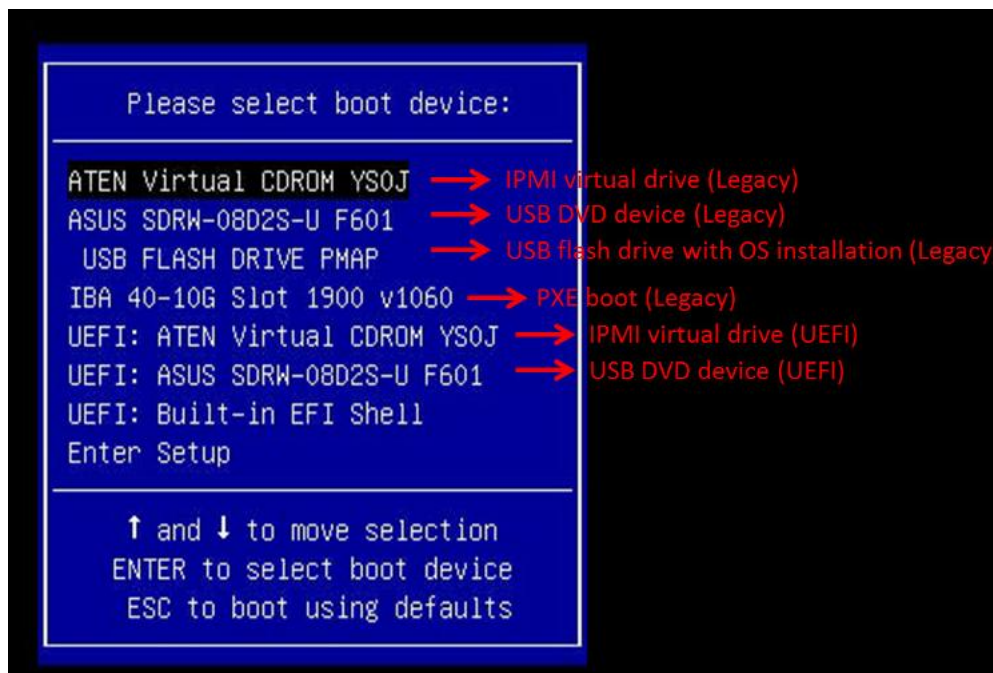 Please select boot device:
ATEN Virtual CDROM YS0J → IPMI virtual drive (Legacy)
ASUS SDRW-08D2S-U F601 → USB DVD device (Legacy)
USB FLASH DRIVE PMAP → USB flash drive with OS installation (Legacy
IBA 40-10G Slot 1900 v1060 → PXE boot (Legacy)
UEFI: ATEN Virtual CDROM YS0J → IPMI virtual drive (UEFI)
UEFI: ASUS SDRW-08D2S-U F601 → USB DVD device (UEFI)
UEFI: Built-in EFI Shell
Enter Setup
↑ and ↓ to move selection
ENTER to select boot device
ESC to boot using defaults